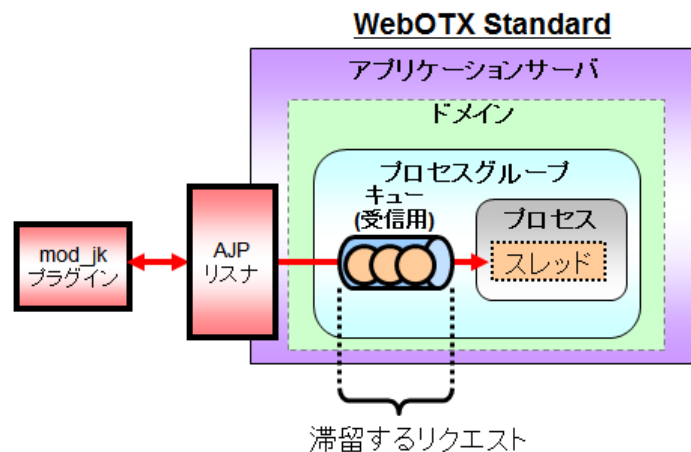 WebOTX Standard
アプリケーションサーバ
ドメイン
プロセスグループ
キュー
(受信用)
プロセス
スレッド
AJP
リスナ
mod_jk
プラグイン
滞留するリクエスト